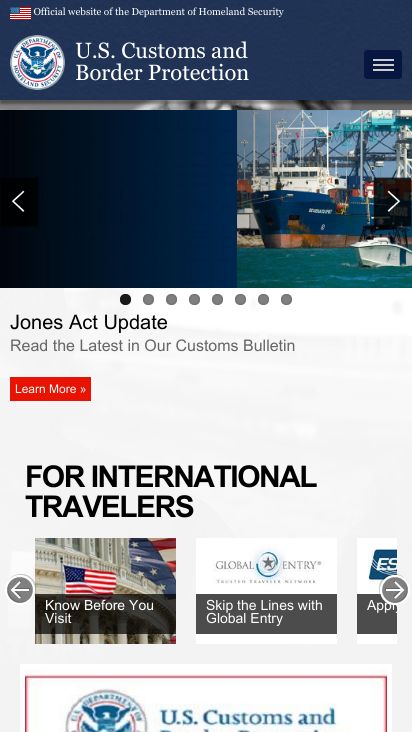 Official website of the Department of Homeland Security
U.S. Customs and
Border Protection
Jones Act Update
Read the Latest in Our Customs Bulletin
Learn More »
FOR INTERNATIONAL
TRAVELERS
GLOBAL ENTRY®
TRUSTED TRAVELER NETWORK
ES
Know Before You
Visit
Skip the Lines with
Global Entry
U.S. Customs and
Border Protection